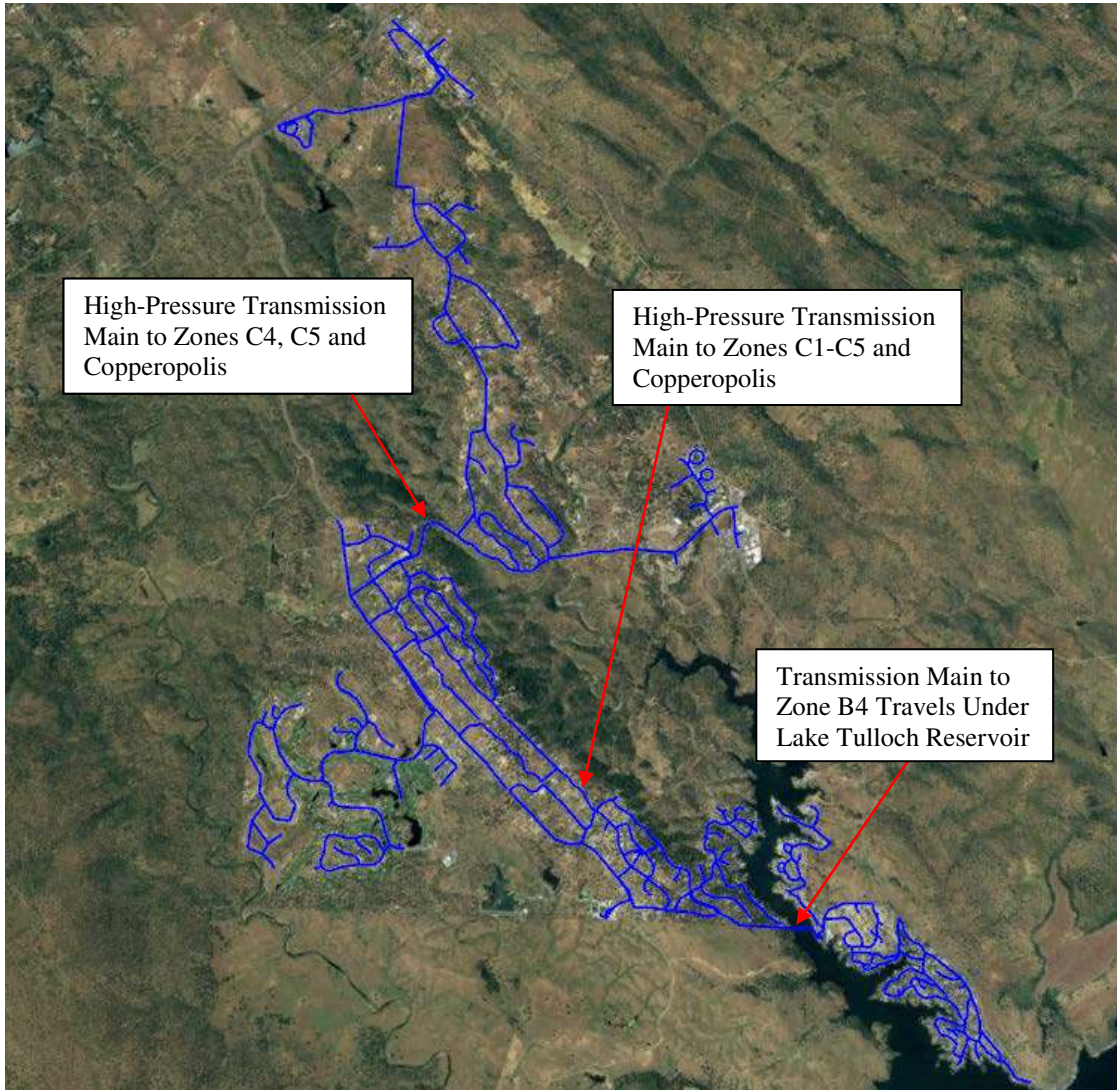 High-Pressure Transmission
Main to Zones C4, C5 and
Copperopolis
High-Pressure Transmission
Main to Zones C1-C5 and
Copperopolis
Transmission Main to
Zone B4 Travels Under
Lake Tulloch Reservoir